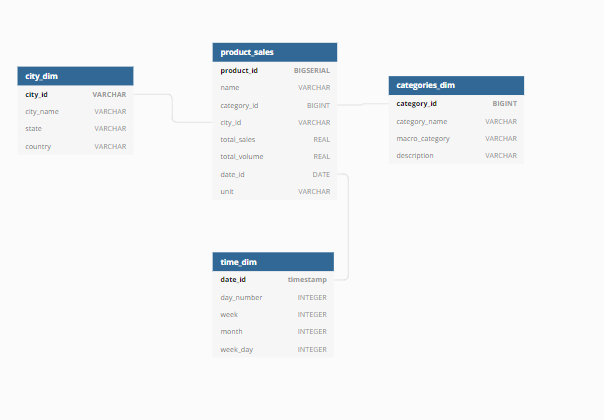 city_dim
city_id VARCHAR
city_name VARCHAR
state VARCHAR
country VARCHAR
product_sales
product_id BIGSERIAL
name VARCHAR
category_id BIGINT
city_id VARCHAR
total_sales REAL
total_volume REAL
date_id DATE
unit VARCHAR
categories_dim
category_id BIGINT
category_name VARCHAR
macro_category VARCHAR
description VARCHAR
time_dim
date_id timestamp
day_number INTEGER
week INTEGER
month INTEGER
week_day INTEGER